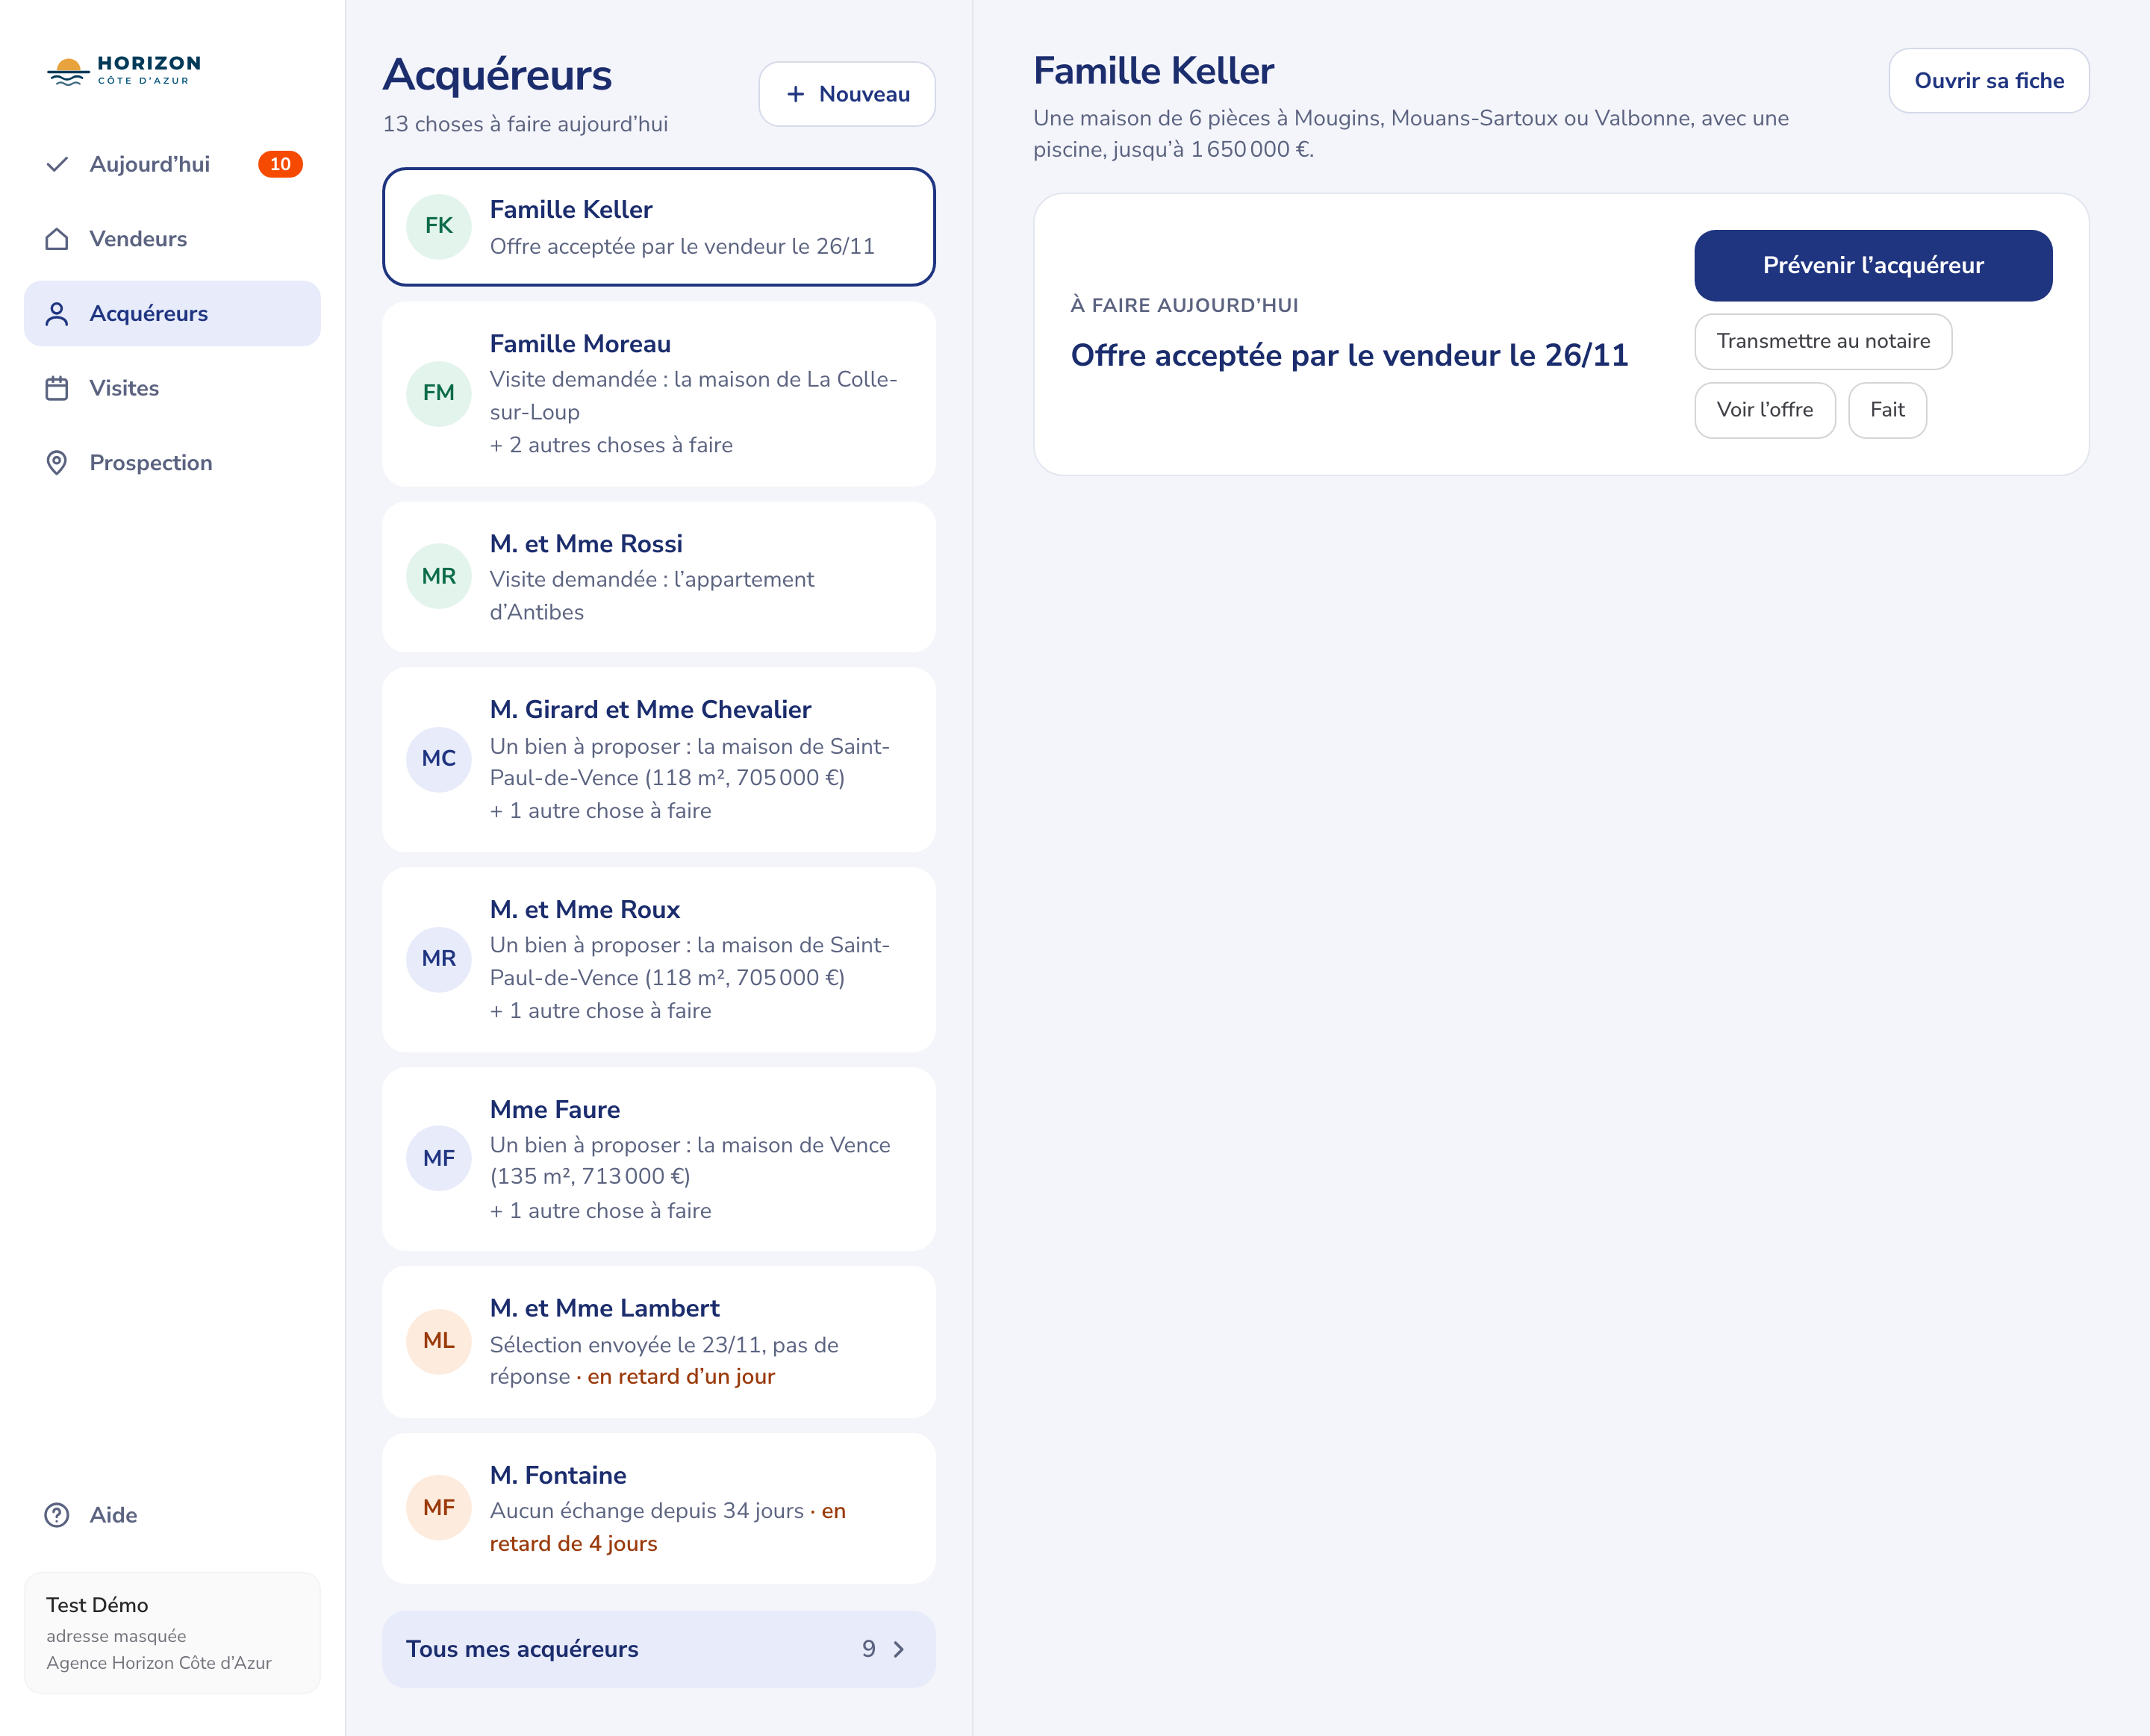 HORIZON
CÔTE D'AZUR
Aujourd’hui
10
Vendeurs
Acquéreurs
Visites
Prospection
Aide
Test Démo
adresse masquée
Agence Horizon Côte d’Azur
Acquéreurs
13 choses à faire aujourd’hui
+ Nouveau
FK
Famille Keller
Offre acceptée par le vendeur le 26/11
FM
Famille Moreau
Visite demandée : la maison de La Colle-
sur-Loup
+ 2 autres choses à faire
MR
M. et Mme Rossi
Visite demandée : l’appartement
d’Antibes
MC
M. Girard et Mme Chevalier
Un bien à proposer : la maison de Saint-
Paul-de-Vence (118 m², 705 000 €)
+ 1 autre chose à faire
MR
M. et Mme Roux
Un bien à proposer : la maison de Saint-
Paul-de-Vence (118 m², 705 000 €)
+ 1 autre chose à faire
MF
Mme Faure
Un bien à proposer : la maison de Vence
(135 m², 713 000 €)
+ 1 autre chose à faire
ML
M. et Mme Lambert
Sélection envoyée le 23/11, pas de
réponse · en retard d’un jour
MF
M. Fontaine
Aucun échange depuis 34 jours · en
retard de 4 jours
Tous mes acquéreurs
9
Famille Keller
Une maison de 6 pièces à Mougins, Mouans-Sartoux ou Valbonne, avec une
piscine, jusqu’à 1 650 000 €.
Ouvrir sa fiche
À FAIRE AUJOURD’HUI
Offre acceptée par le vendeur le 26/11
Prévenir l’acquéreur
Transmettre au notaire
Voir l’offre
Fait